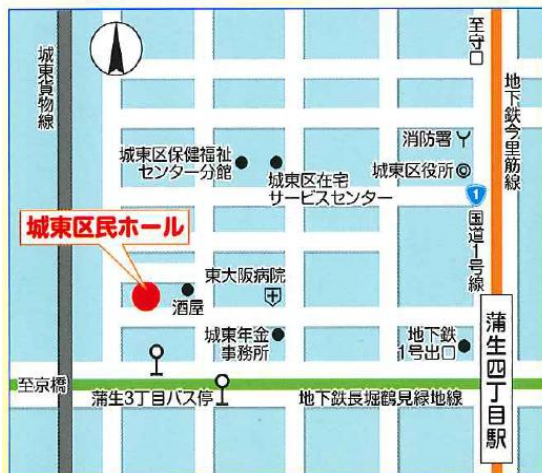 城東貨物線
至守口
地下鉄今里筋線
消防署
城東区役所
城東区保健福祉
センター分館
城東区在宅
サービスセンター
1
国道1号線
城東区民ホール
東大阪病院
酒屋
城東年金
事務所
地下鉄
1号出口
蒲生四丁目駅
至京橋
蒲生3丁目バス停
地下鉄長堀鶴見緑地線